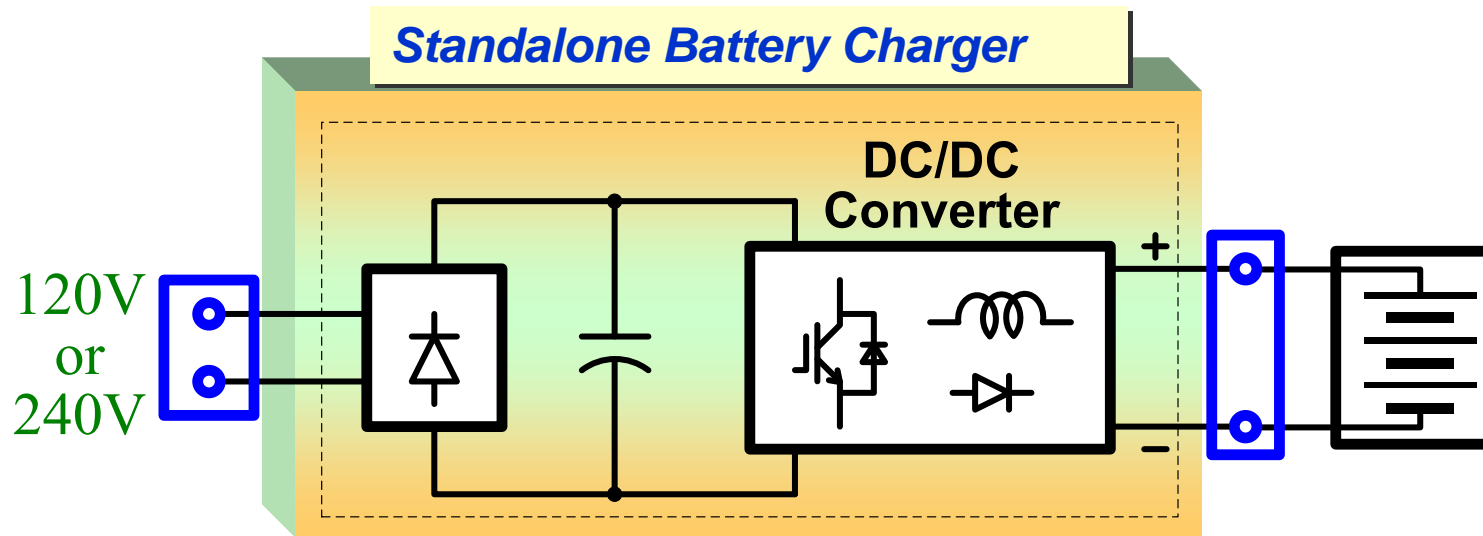 Standalone Battery Charger
DC/DC
Converter
120V
or
240V
+
−